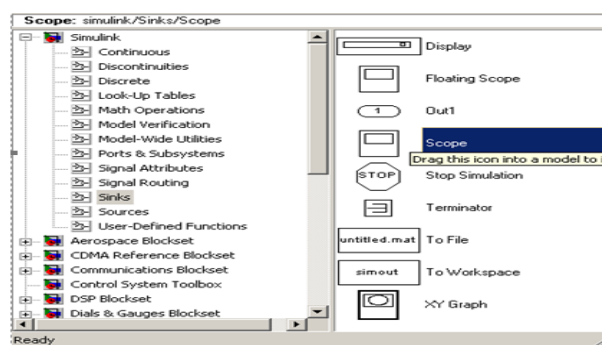 Scope: simulink/Sinks/Scope
Simulink
Continuous
Discontinuities
Discrete
Look-Up Tables
Math Operations
Model Verification
Model-Wide Utilities
Ports & Subsystems
Signal Attributes
Signal Routing
Sinks
Sources
User-Defined Functions
Aerospace Blockset
CDMA Reference Blockset
Communications Blockset
Control System Toolbox
DSP Blockset
Dials & Gauges Blockset
Display
Floating Scope
1 Out1
Scope
Drag this icon into a model to
STOP Stop Simulation
Terminator
untitled.mat To File
simout To Workspace
XY Graph
Ready